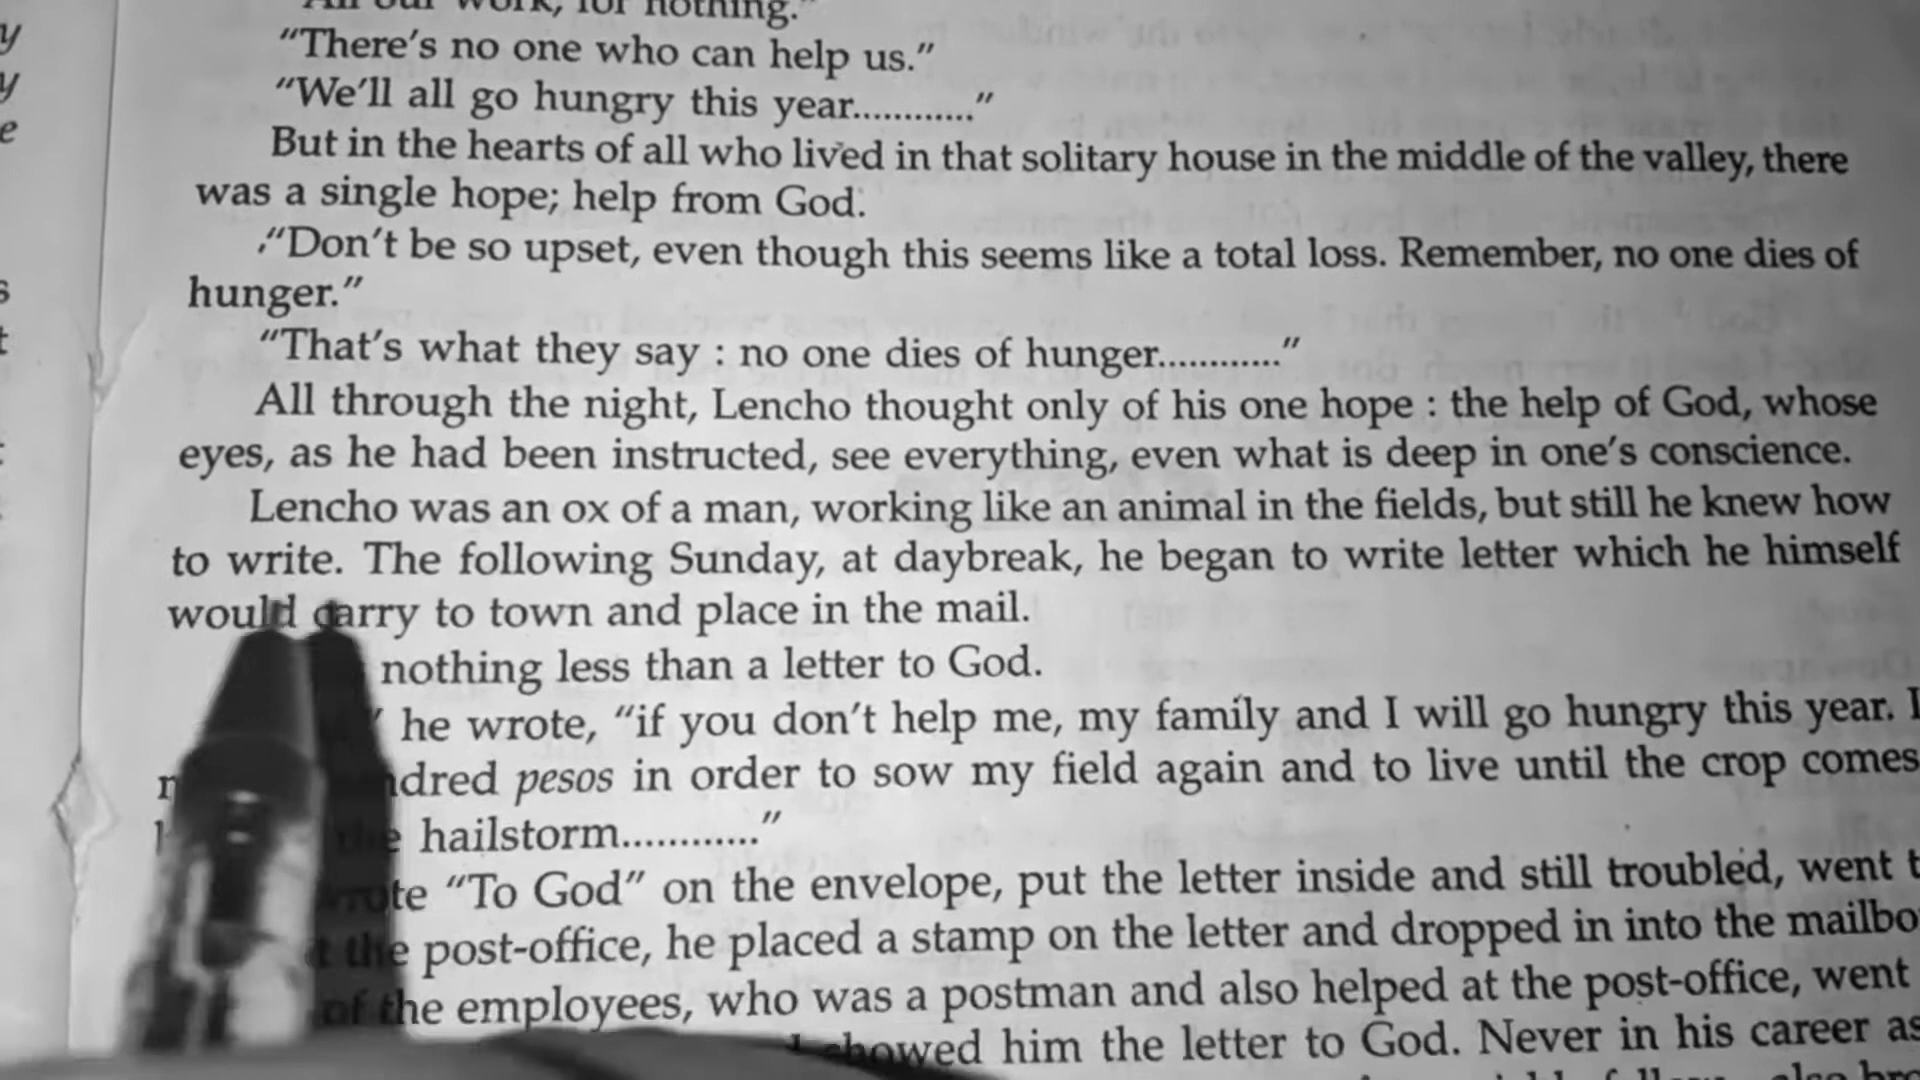 All our work, for nothing."
"There's no one who can help us."
"We'll all go hungry this year............"
But in the hearts of all who lived in that solitary house in the middle of the valley, there
was a single hope; help from God.
"Don't be so upset, even though this seems like a total loss. Remember, no one dies of
hunger."
"That's what they say : no one dies of hunger............"
All through the night, Lencho thought only of his one hope : the help of God, whose
eyes, as he had been instructed, see everything, even what is deep in one's conscience.
Lencho was an ox of a man, working like an animal in the fields, but still he knew how
to write. The following Sunday, at daybreak, he began to write letter which he himself
would carry to town and place in the mail.
nothing less than a letter to God.
he wrote, "if you don't help me, my family and I will go hungry this year. I
pesos in order to sow my field again and to live until the crop comes
hailstorm............"
"To God" on the envelope, put the letter inside and still troubled, went
the post-office, he placed a stamp on the letter and dropped in into the
of the employees, who was a postman and also helped at the post-office, went
showed him the letter to God. Never in his career as